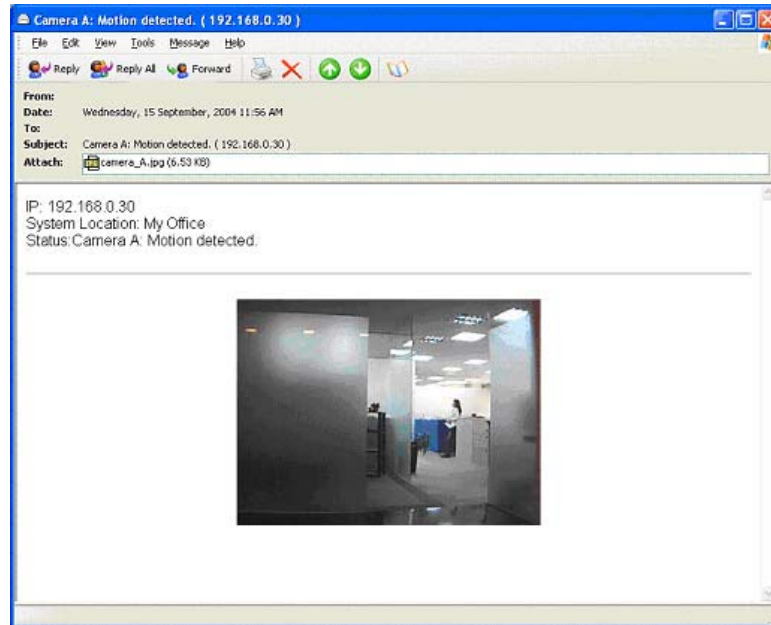 Camera A: Motion detected. ( 192.168.0.30 )
File Edit View Tools Message Help
Reply Reply All Forward
From:
Date: Wednesday, 15 September, 2004 11:56 AM
To:
Subject: Camera A: Motion detected. ( 192.168.0.30 )
Attach: camera_A.jpg (6.53 KB)
IP: 192.168.0.30
System Location: My Office
Status:Camera A: Motion detected.